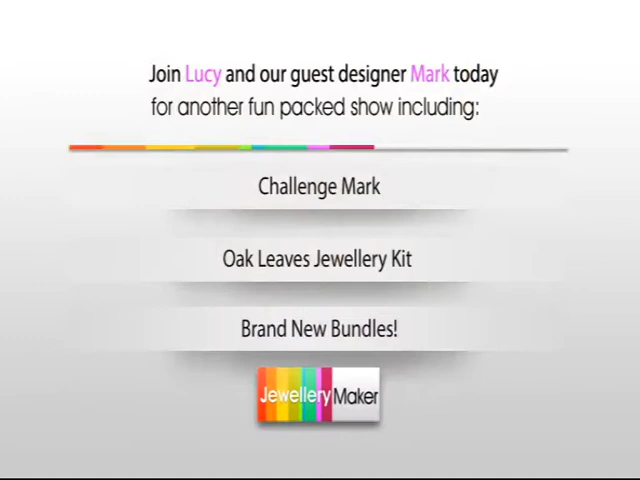 Join Lucy and our guest designer Mark today
for another fun packed show including:
Challenge Mark
Oak Leaves Jewellery Kit
Brand New Bundles!
JewelleryMaker